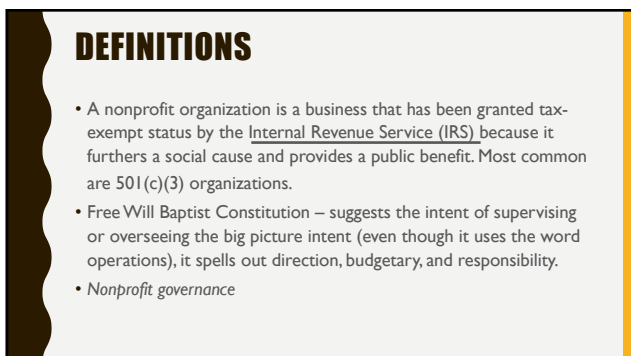 DEFINITIONS
• A nonprofit organization is a business that has been granted tax-
exempt status by the Internal Revenue Service (IRS) because it
furthers a social cause and provides a public benefit. Most common
are 501(c)(3) organizations.
• Free Will Baptist Constitution – suggests the intent of supervising
or overseeing the big picture intent (even though it uses the word
operations), it spells out direction, budgetary, and responsibility.
• Nonprofit governance